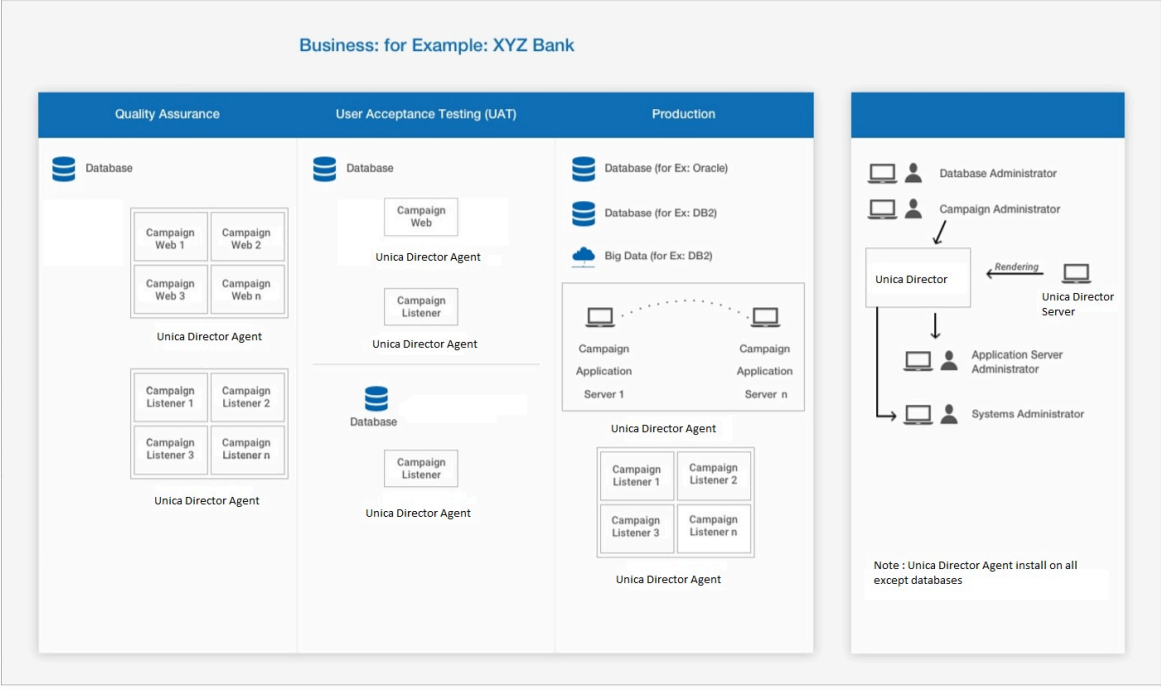 Business: for Example: XYZ Bank
Quality Assurance
Database
Campaign
Web 1
Campaign
Web 2
Campaign
Web 3
Campaign
Web n
Unica Director Agent
Campaign
Listener 1
Campaign
Listener 2
Campaign
Listener 3
Campaign
Listener n
Unica Director Agent
User Acceptance Testing (UAT)
Database
Campaign
Web
Unica Director Agent
Campaign
Listener
Unica Director Agent
Database
Campaign
Listener
Unica Director Agent
Production
Database (for Ex: Oracle)
Database (for Ex: DB2)
Big Data (for Ex: DB2)
Campaign
Application
Server 1
Campaign
Application
Server n
Unica Director Agent
Campaign
Listener 1
Campaign
Listener 2
Campaign
Listener 3
Campaign
Listener n
Unica Director Agent
Database Administrator
Campaign Administrator
Unica Director
Rendering
Unica Director
Server
Application Server
Administrator
Systems Administrator
Note : Unica Director Agent install on all
except databases